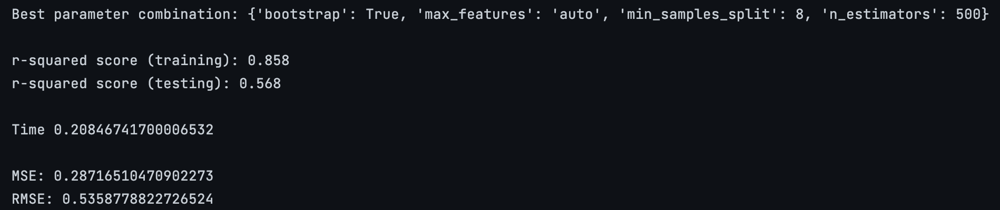 Best parameter combination: {'bootstrap': True, 'max_features': 'auto', 'min_samples_split': 8, 'n_estimators': 500}
r-squared score (training): 0.858
r-squared score (testing): 0.568
Time 0.20846741700006532
MSE: 0.28716510470902273
RMSE: 0.5358778822726524